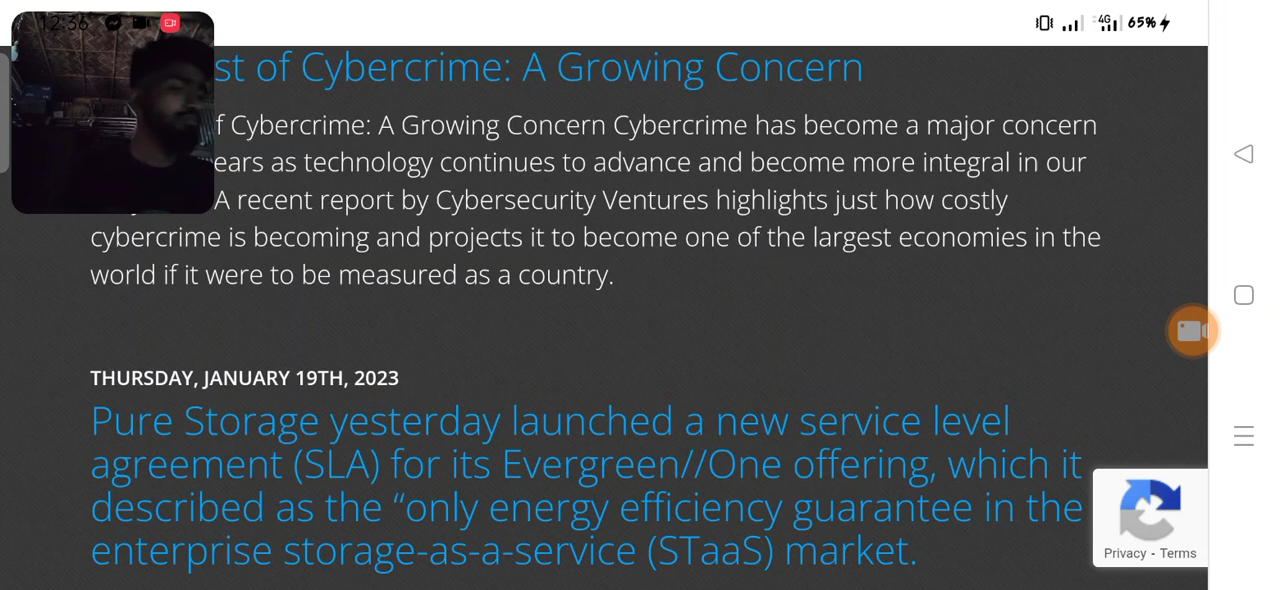 12:36
4G
65%
st of Cybercrime: A Growing Concern
f Cybercrime: A Growing Concern Cybercrime has become a major concern
ears as technology continues to advance and become more integral in our
A recent report by Cybersecurity Ventures highlights just how costly
cybercrime is becoming and projects it to become one of the largest economies in the
world if it were to be measured as a country.
THURSDAY, JANUARY 19TH, 2023
Pure Storage yesterday launched a new service level
agreement (SLA) for its Evergreen//One offering, which it
described as the “only energy efficiency guarantee in the
enterprise storage-as-a-service (STaaS) market.
Privacy - Terms